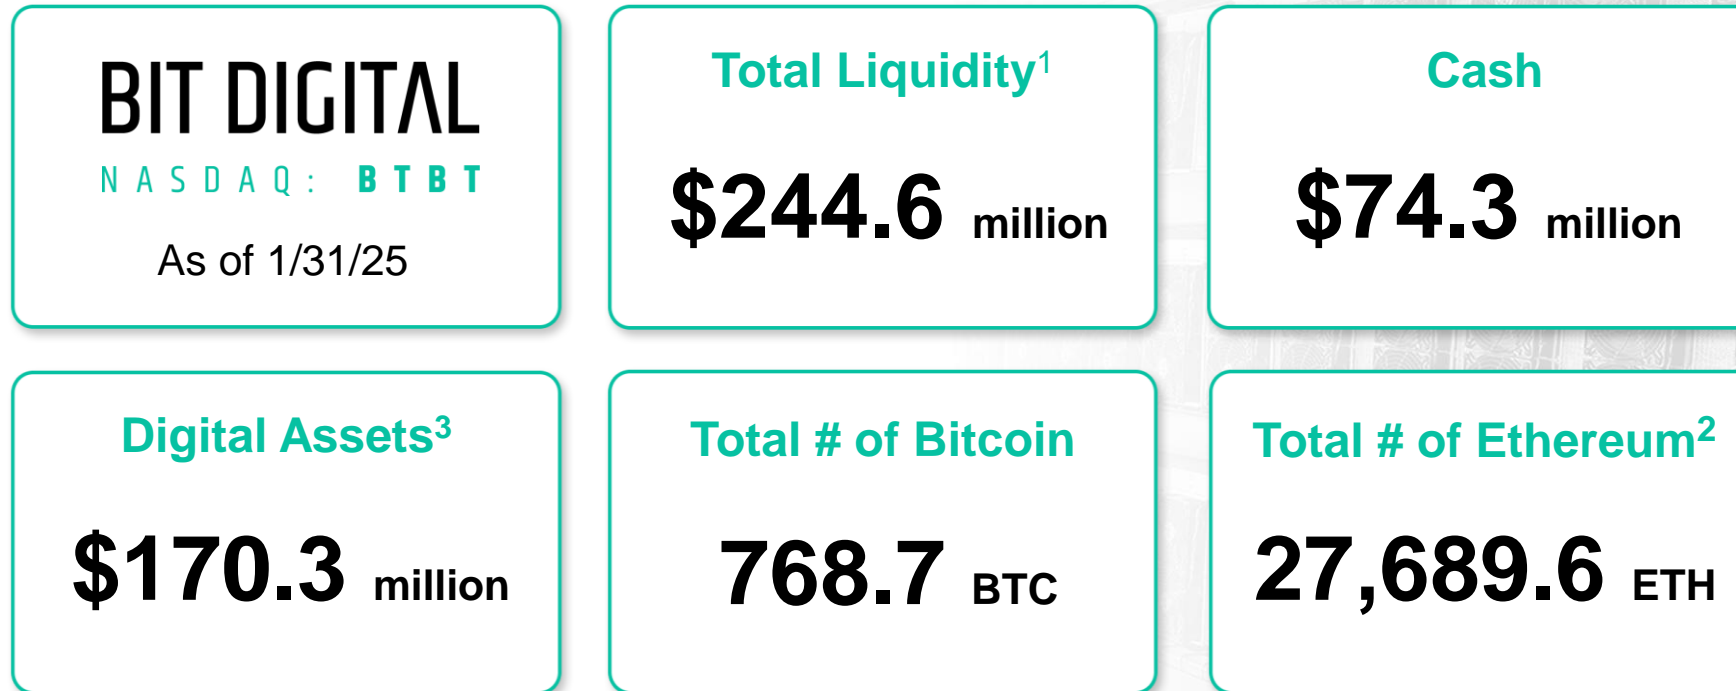 BIT DIGITAL
NASDAQ: BTBT
As of 1/31/25
Total Liquidity¹
$244.6 million
Cash
$74.3 million
Digital Assets³
$170.3 million
Total # of Bitcoin
768.7 BTC
Total # of Ethereum²
27,689.6 ETH